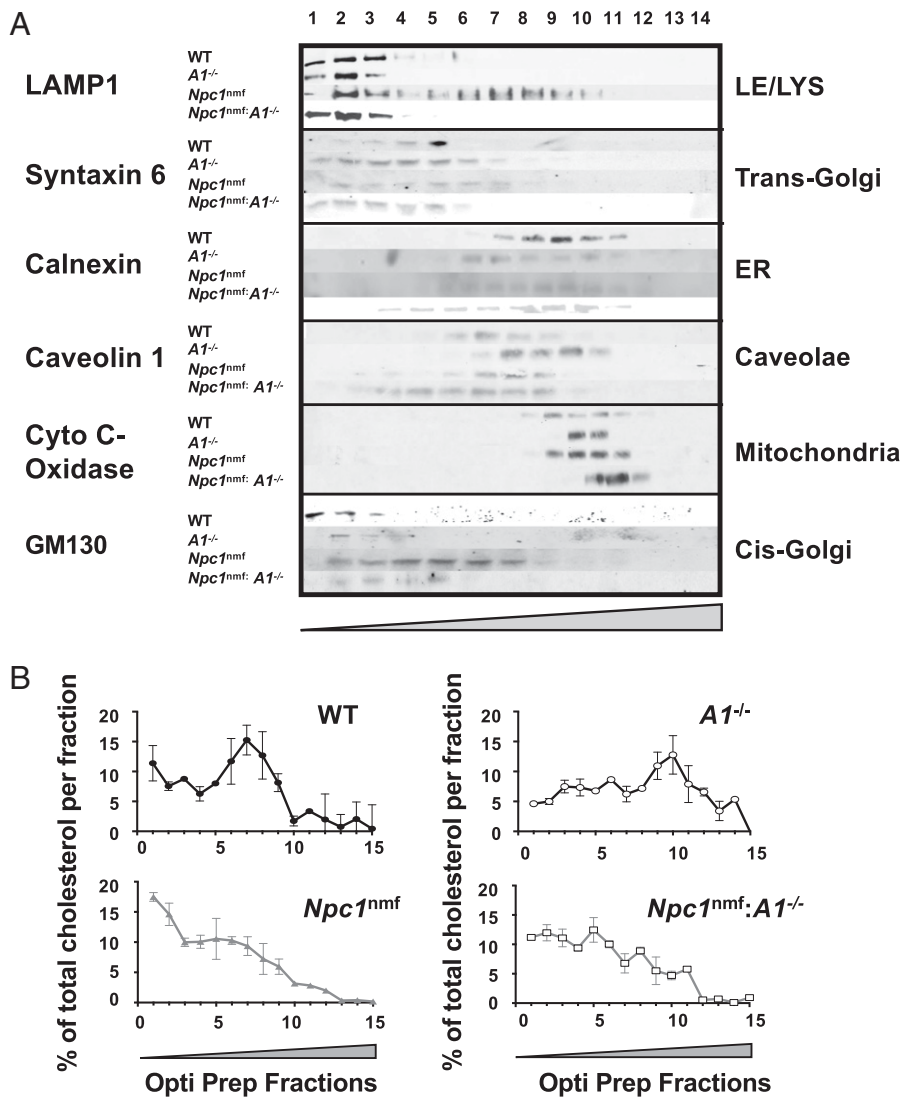 A
1 2 3 4 5 6 7 8 9 10 11 12 13 14
LAMP1
WT
A1-/-
Npc1nmf
Npc1nmf:A1-/-
LE/LYS
Syntaxin 6
WT
A1-/-
Npc1nmf
Npc1nmf:A1-/-
Trans-Golgi
Calnexin
WT
A1-/-
Npc1nmf
Npc1nmf:A1-/-
ER
Caveolin 1
WT
A1-/-
Npc1nmf
Npc1nmf: A1-/-
Caveolae
Cyto C-
Oxidase
WT
A1-/-
Npc1nmf
Npc1nmf: A1-/-
Mitochondria
GM130
WT
A1-/-
Npc1nmf
Npc1nmf: A1-/-
Cis-Golgi
B
% of total cholesterol per fraction
WT
20
15
10
5
0
0 5 10 15
Npc1nmf
20
15
10
5
0
0 5 10 15
Opti Prep Fractions
% of total cholesterol per fraction
A1-/-
20
15
10
5
0
0 5 10 15
Npc1nmf:A1-/-
20
15
10
5
0
0 5 10 15
Opti Prep Fractions